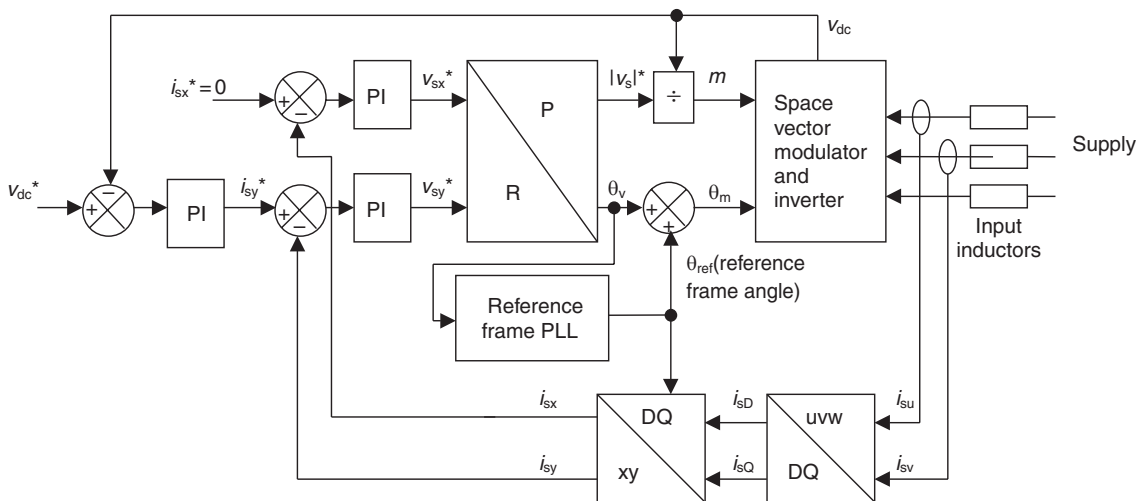 v_dc
i_sx* = 0
+
−
PI
v_sx*
P
R
|v_s|*
÷
m
Space
vector
modulator
and
inverter
Supply
Input
inductors
v_dc*
+
−
PI
i_sy*
+
−
PI
v_sy*
θ_v
+
+
θ_m
θ_ref(reference
frame angle)
Reference
frame PLL
i_sx
i_sy
DQ
xy
i_sD
i_sQ
uvw
DQ
i_su
i_sv